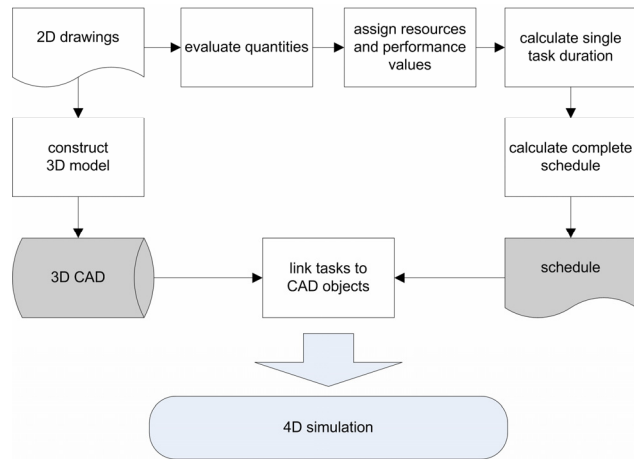 2D drawings
evaluate quantities
assign resources
and performance
values
calculate single
task duration
construct
3D model
calculate complete
schedule
3D CAD
link tasks to
CAD objects
schedule
4D simulation